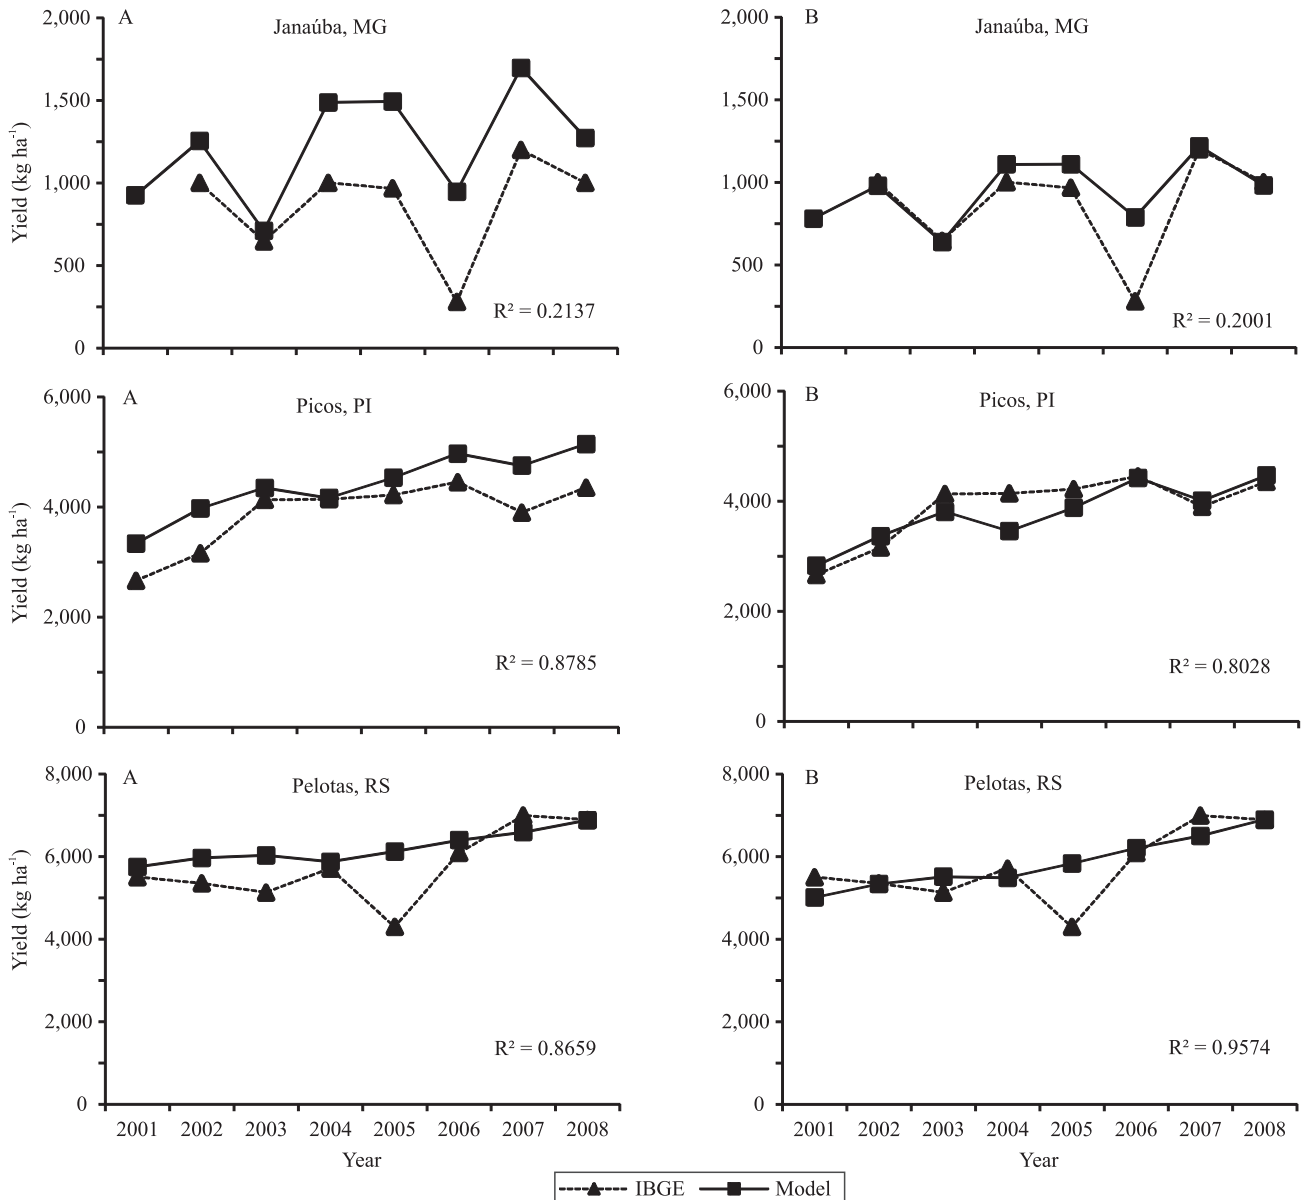 A
Janaúba, MG
2,000
1,500
1,000
500
0
Yield (kg ha-1)
R² = 0.2137
B
Janaúba, MG
2,000
1,500
1,000
500
0
R² = 0.2001
A
Picos, PI
6,000
4,000
2,000
0
Yield (kg ha-1)
R² = 0.8785
B
Picos, PI
6,000
4,000
2,000
0
R² = 0.8028
A
Pelotas, RS
8,000
6,000
4,000
2,000
0
Yield (kg ha-1)
R² = 0.8659
2001 2002 2003 2004 2005 2006 2007 2008
Year
B
Pelotas, RS
8,000
6,000
4,000
2,000
0
R² = 0.9574
2001 2002 2003 2004 2005 2006 2007 2008
Year
IBGE Model